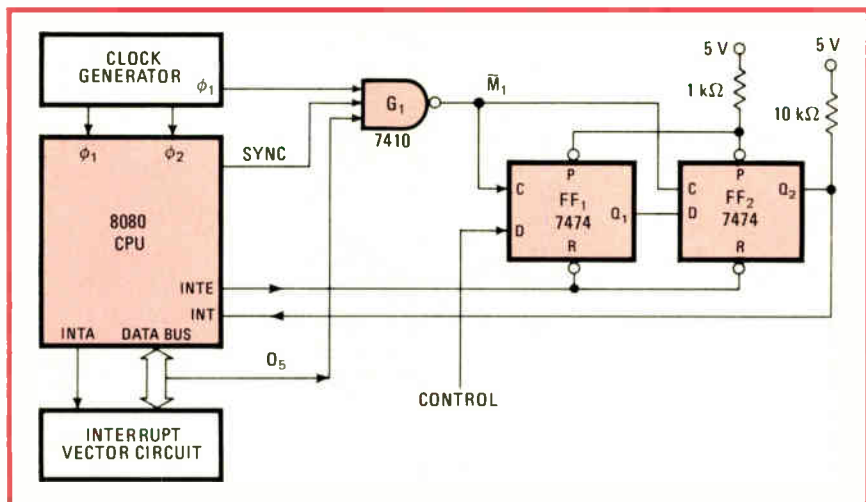 CLOCK
GENERATOR
ϕ1
ϕ1 ϕ2
SYNC
8080
CPU
INTE
INT
INTA DATA BUS
O5
INTERRUPT
VECTOR CIRCUIT
G1
7410
M̄1
5 V
1 kΩ
5 V
10 kΩ
P
C
FF1
7474
D
Q1
R
P
C
FF2
7474
D
Q2
R
CONTROL